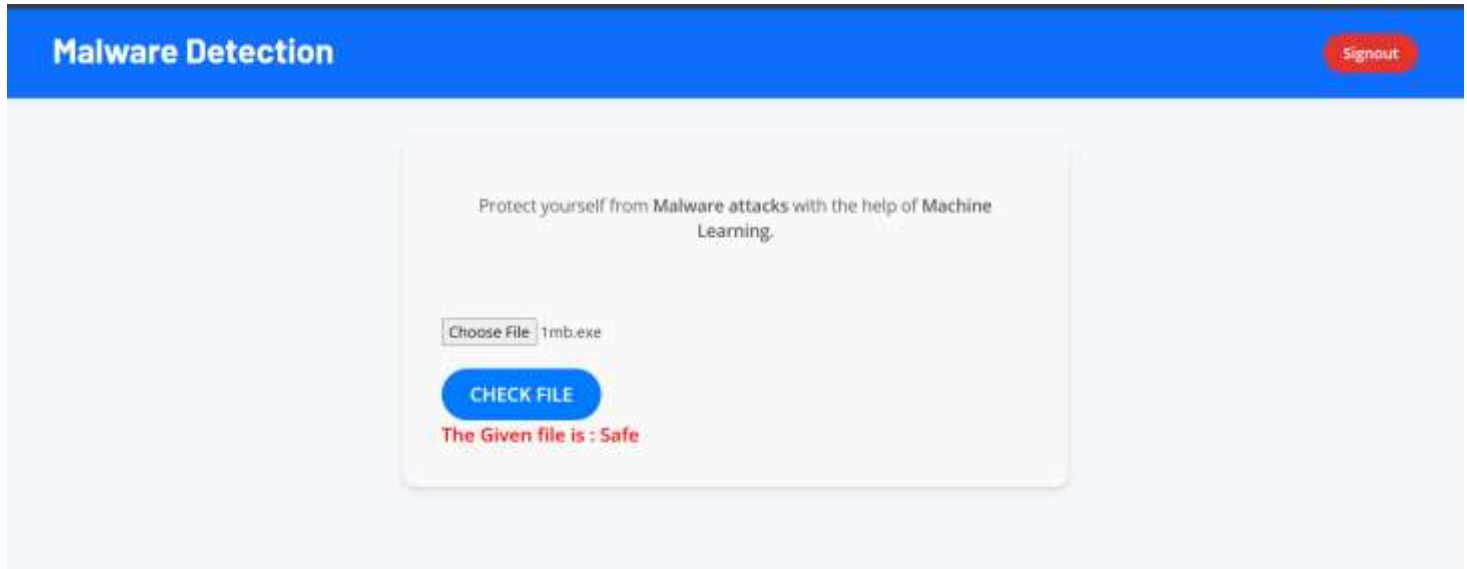 Malware Detection
Signout
Protect yourself from Malware attacks with the help of Machine
Learning.
Choose File 1mb.exe
CHECK FILE
The Given file is : Safe